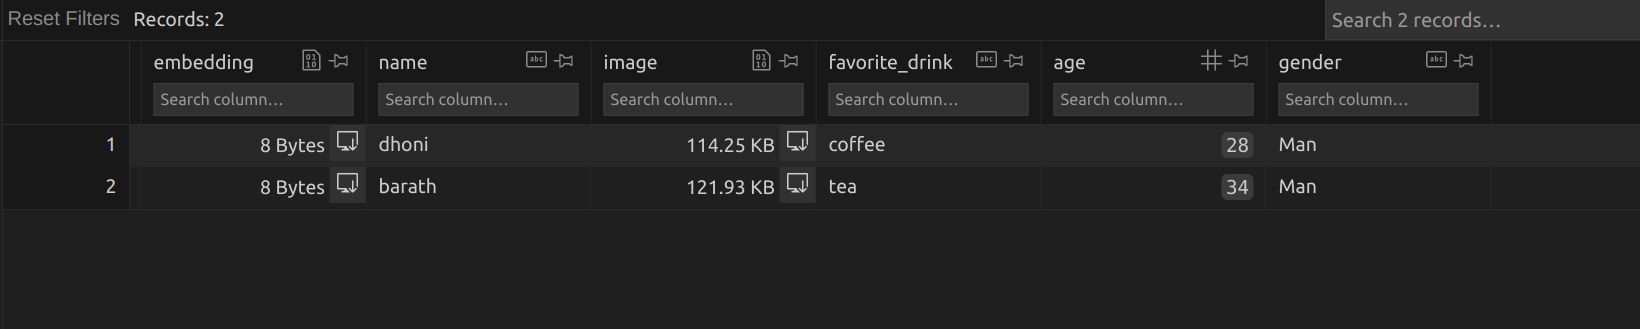 Reset Filters Records: 2 Search 2 records...
embedding name image favorite_drink age gender
Search column... Search column... Search column... Search column... Search column... Search column...
1 8 Bytes dhoni 114.25 KB coffee 28 Man
2 8 Bytes barath 121.93 KB tea 34 Man